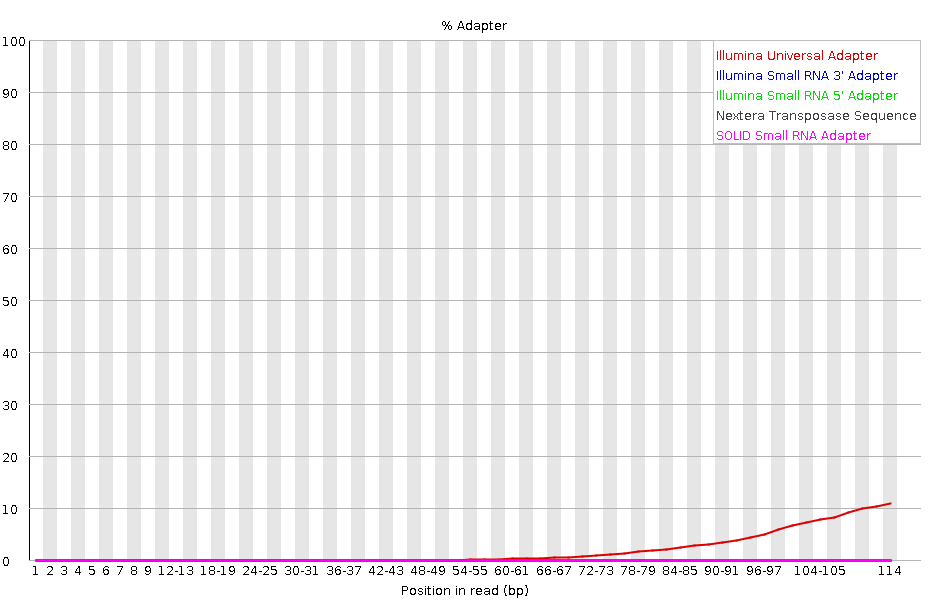 % Adapter
100
90
80
70
60
50
40
30
20
10
0
Illumina Universal Adapter
Illumina Small RNA 3' Adapter
Illumina Small RNA 5' Adapter
Nextera Transposase Sequence
SOLID Small RNA Adapter
1 2 3 4 5 6 7 8 9 12-13 18-19 24-25 30-31 36-37 42-43 48-49 54-55 60-61 66-67 72-73 78-79 84-85 90-91 96-97 104-105 114
Position in read (bp)